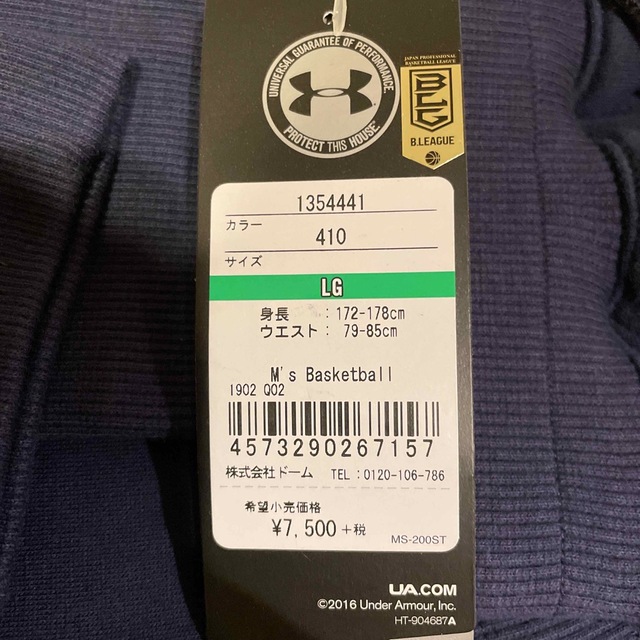 UNIVERSAL GUARANTEE OF PERFORMANCE
PROTECT THIS HOUSE
JAPAN PROFESSIONAL
BASKETBALL LEAGUE
BLG
B.LEAGUE
1354441
カラー
410
サイズ
LG
身長 : 172-178cm
ウエスト : 79-85cm
M's Basketball
1902 Q02
4573290267157
株式会社ドーム TEL : 0120-106-786
希望小売価格
¥7,500 +税
MS-200ST
UA.COM
©2016 Under Armour, Inc.
HT-904687A